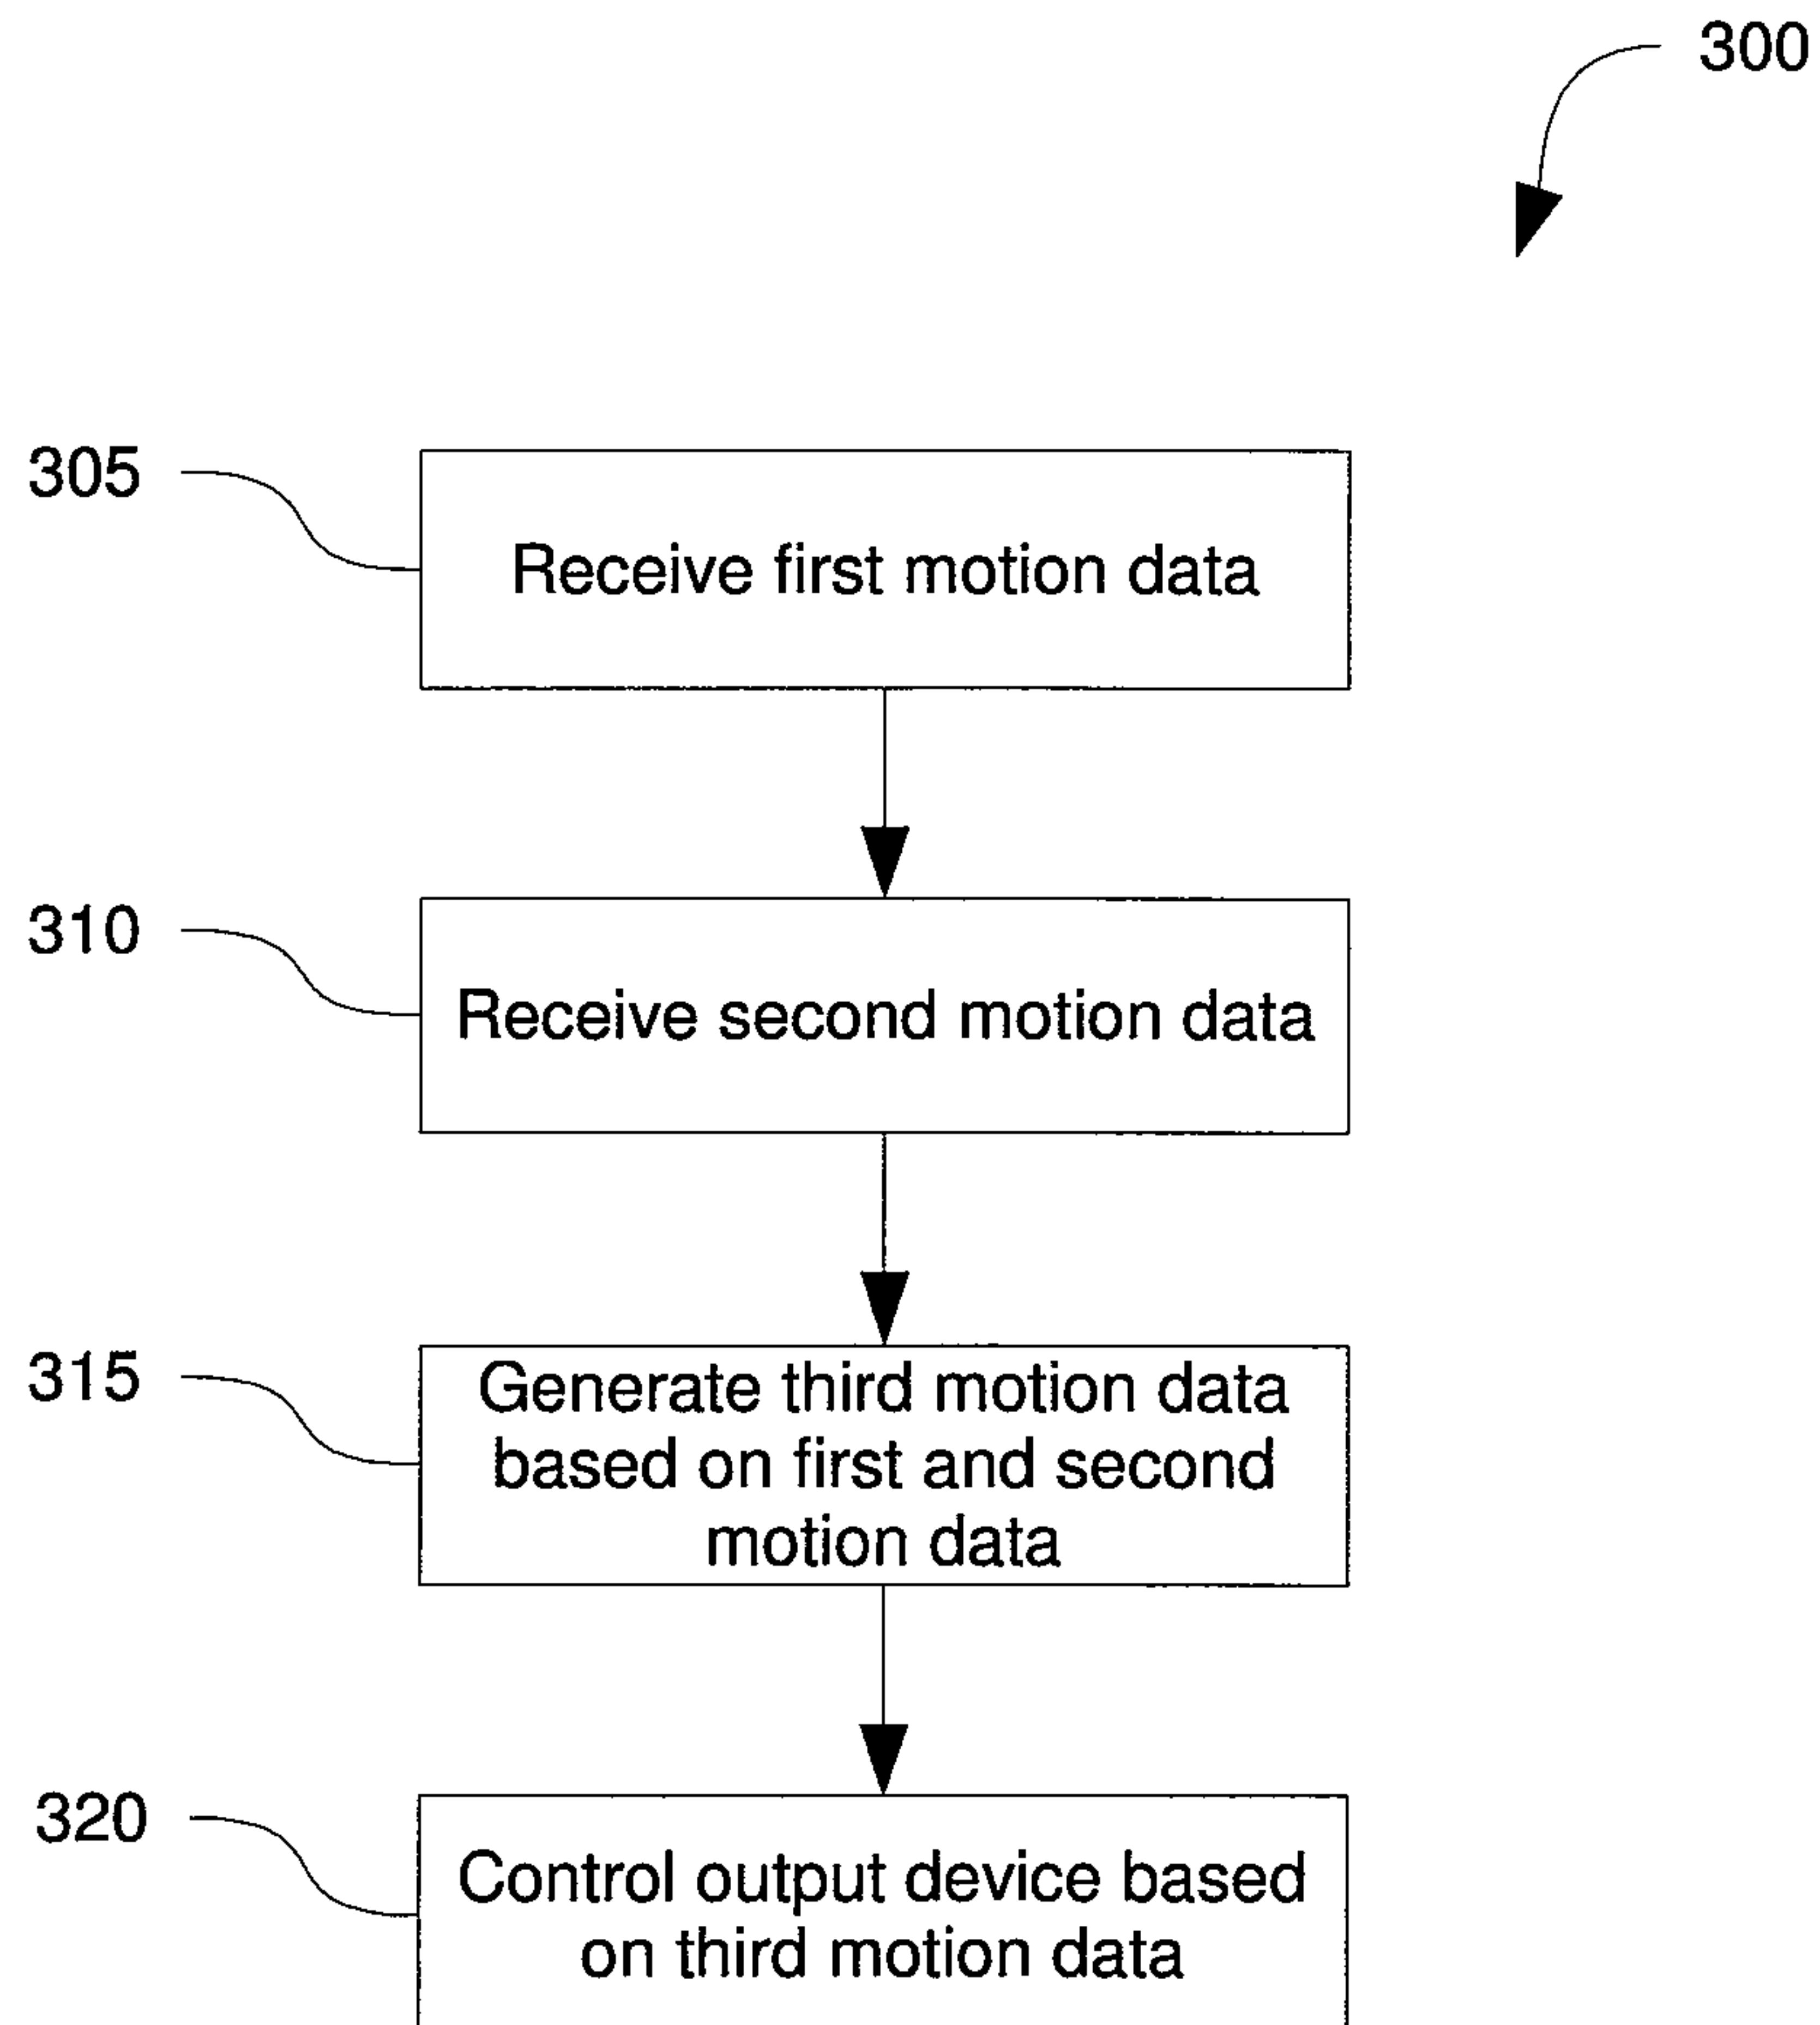 300
305
Receive first motion data
310
Receive second motion data
315
Generate third motion data
based on first and second
motion data
320
Control output device based
on third motion data